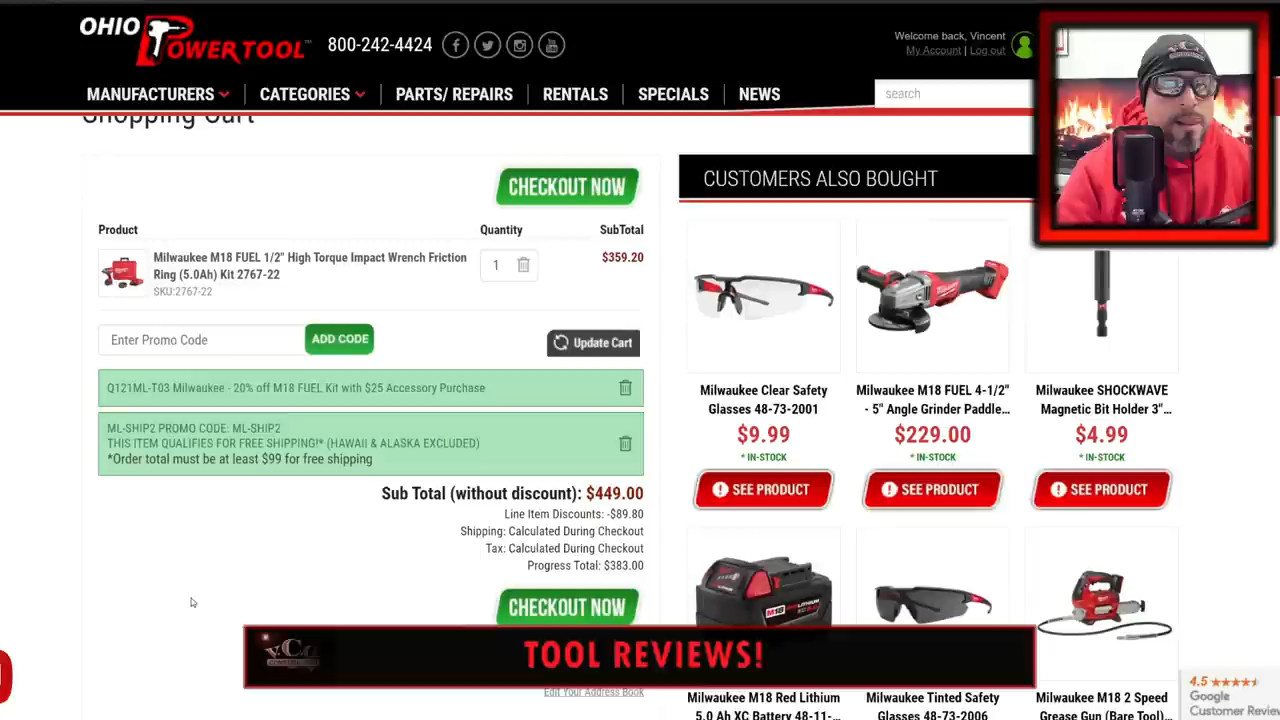 OHIO
POWER TOOL™
800-242-4424
Welcome back, Vincent
My Account | Log out
MANUFACTURERS
CATEGORIES
PARTS/ REPAIRS
RENTALS
SPECIALS
NEWS
search
Shopping Cart
CHECKOUT NOW
Product
Quantity
SubTotal
Milwaukee M18 FUEL 1/2" High Torque Impact Wrench Friction
Ring (5.0Ah) Kit 2767-22
SKU:2767-22
1
$359.20
Enter Promo Code
ADD CODE
Update Cart
Q121ML-T03 Milwaukee - 20% off M18 FUEL Kit with $25 Accessory Purchase
ML-SHIP2 PROMO CODE: ML-SHIP2
THIS ITEM QUALIFIES FOR FREE SHIPPING!* (HAWAII & ALASKA EXCLUDED)
*Order total must be at least $99 for free shipping
Sub Total (without discount): $449.00
Line Item Discounts: -$89.80
Shipping: Calculated During Checkout
Tax: Calculated During Checkout
Progress Total: $383.00
CHECKOUT NOW
Edit Your Address Book
CUSTOMERS ALSO BOUGHT
Milwaukee Clear Safety
Glasses 48-73-2001
$9.99
* IN-STOCK
SEE PRODUCT
Milwaukee M18 FUEL 4-1/2"
- 5" Angle Grinder Paddle...
$229.00
* IN-STOCK
SEE PRODUCT
Milwaukee SHOCKWAVE
Magnetic Bit Holder 3"...
$4.99
* IN-STOCK
SEE PRODUCT
Milwaukee M18 Red Lithium
5.0 Ah XC Battery 48-11-...
Milwaukee Tinted Safety
Glasses 48-73-2006
Milwaukee M18 2 Speed
Grease Gun (Bare Tool)...
V.C.G.
TOOL REVIEWS!
4.5
Google
Customer Review